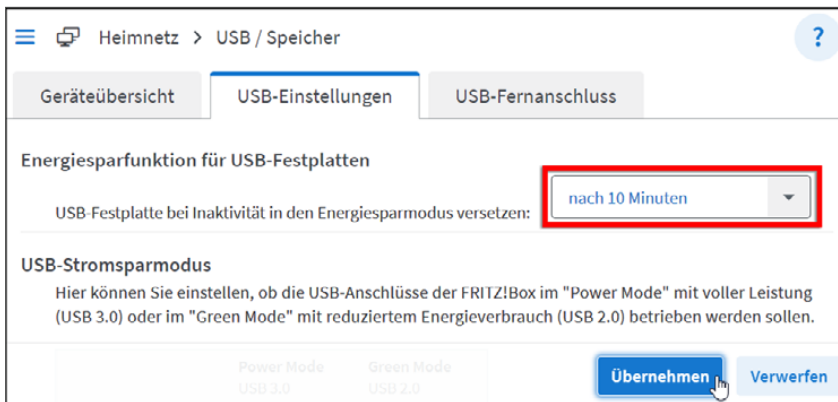 Heimnetz > USB / Speicher
?
Geräteübersicht
USB-Einstellungen
USB-Fernanschluss
Energiesparfunktion für USB-Festplatten
USB-Festplatte bei Inaktivität in den Energiesparmodus versetzen:
nach 10 Minuten
USB-Stromsparmodus
Hier können Sie einstellen, ob die USB-Anschlüsse der FRITZ!Box im "Power Mode" mit voller Leistung
(USB 3.0) oder im "Green Mode" mit reduziertem Energieverbrauch (USB 2.0) betrieben werden sollen.
Power Mode
USB 3.0
Green Mode
USB 2.0
Übernehmen
Verwerfen